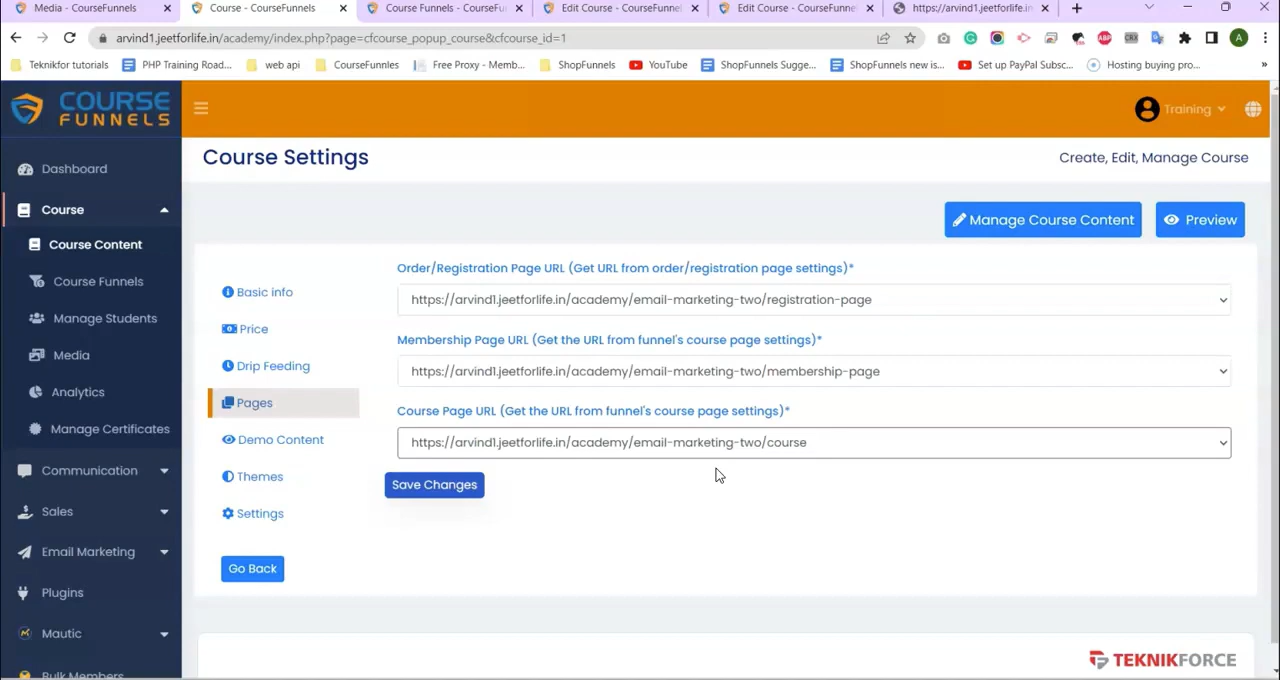 Media - CourseFunnels
Course - CourseFunnels
Course Funnels - CourseFu
Edit Course - CourseFunnel
Edit Course - CourseFunne
https://arvind1.jeetforlife.in
arvind1.jeetforlife.in/academy/index.php?page=cfcourse_popup_course&cfcourse_id=1
Teknikfor tutorials
PHP Training Road...
web api
CourseFunnles
Free Proxy - Memb...
ShopFunnels
YouTube
ShopFunnels Sugge...
ShopFunnels new is...
Set up PayPal Subsc...
Hosting buying pro...
COURSE
FUNNELS
Training
Course Settings
Create, Edit, Manage Course
Dashboard
Course
Course Content
Course Funnels
Manage Students
Media
Analytics
Manage Certificates
Communication
Sales
Email Marketing
Plugins
Mautic
Bulk Members
Manage Course Content
Preview
Basic info
Price
Drip Feeding
Pages
Demo Content
Themes
Settings
Go Back
Order/Registration Page URL (Get URL from order/registration page settings)*
https://arvind1.jeetforlife.in/academy/email-marketing-two/registration-page
Membership Page URL (Get the URL from funnel's course page settings)*
https://arvind1.jeetforlife.in/academy/email-marketing-two/membership-page
Course Page URL (Get the URL from funnel's course page settings)*
https://arvind1.jeetforlife.in/academy/email-marketing-two/course
Save Changes
TEKNIKFORCE